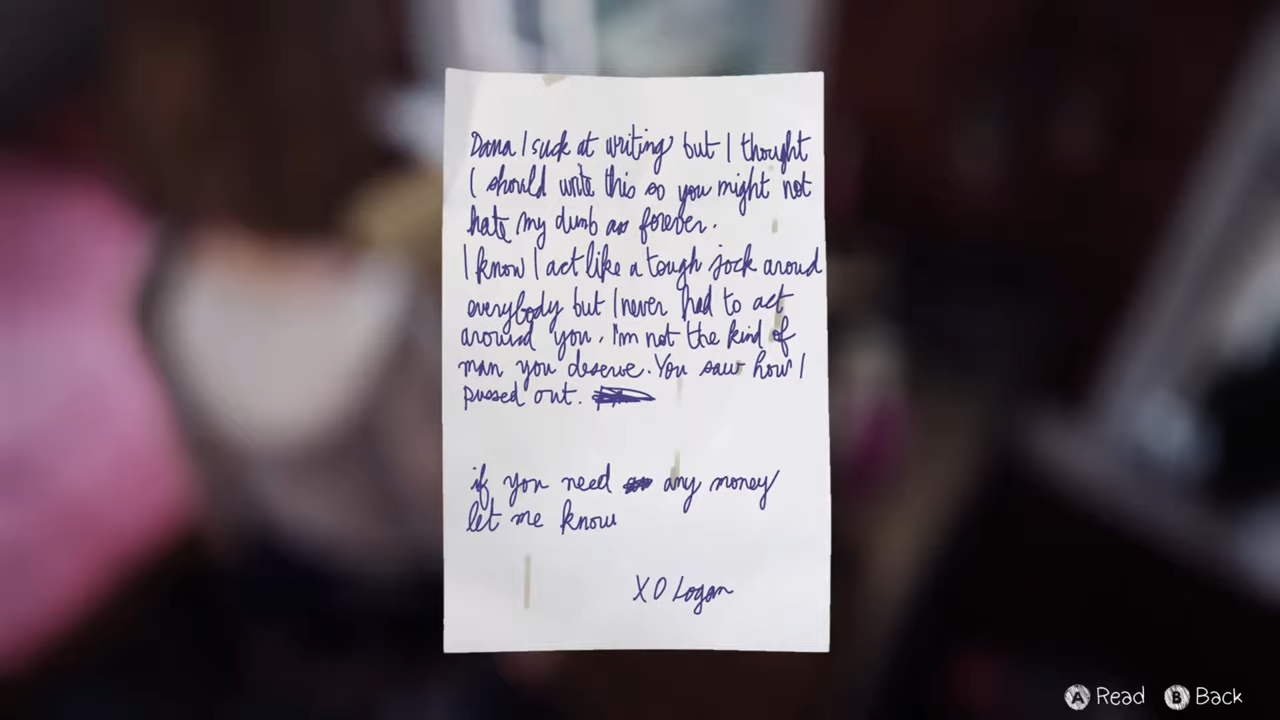 Dana I suck at writing but I thought
I should write this so you might not
hate my dumb ass forever.
I know I act like a tough jock aroud
everybody but I never had to act
around you. I'm not the kind of
man you deserve. You saw how I
pussed out.
if you need any money
let me know
XO Logan
A Read B Back